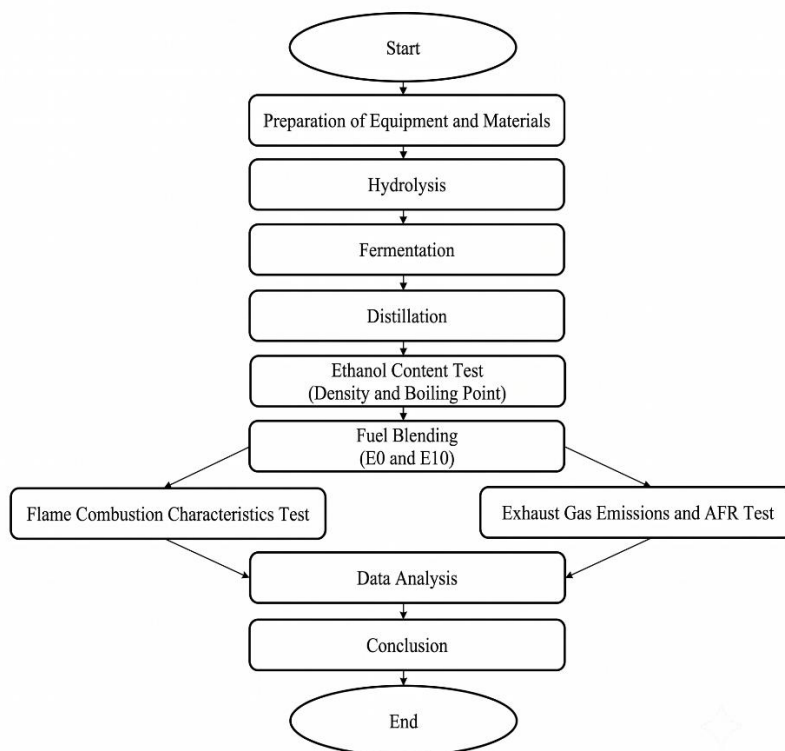 Start
Preparation of Equipment and Materials
Hydrolysis
Fermentation
Distillation
Ethanol Content Test
(Density and Boiling Point)
Fuel Blending
(E0 and E10)
Flame Combustion Characteristics Test
Exhaust Gas Emissions and AFR Test
Data Analysis
Conclusion
End